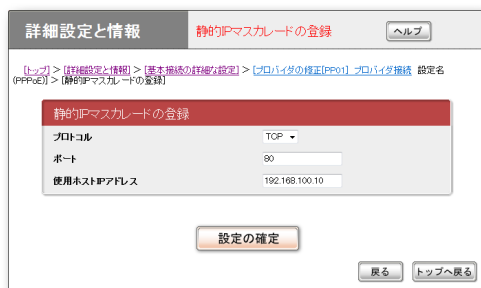 詳細設定と情報
静的IPマスカレードの登録
ヘルプ
[トップ] > [詳細設定と情報] > [基本接続の詳細な設定] > [プロバイダの修正[PP01] プロバイダ接続 設定名
(PPPoE)] > [静的IPマスカレードの登録]
静的IPマスカレードの登録
プロトコル TCP
ポート 80
使用ホストIPアドレス 192.168.100.10
設定の確定
戻る トップへ戻る